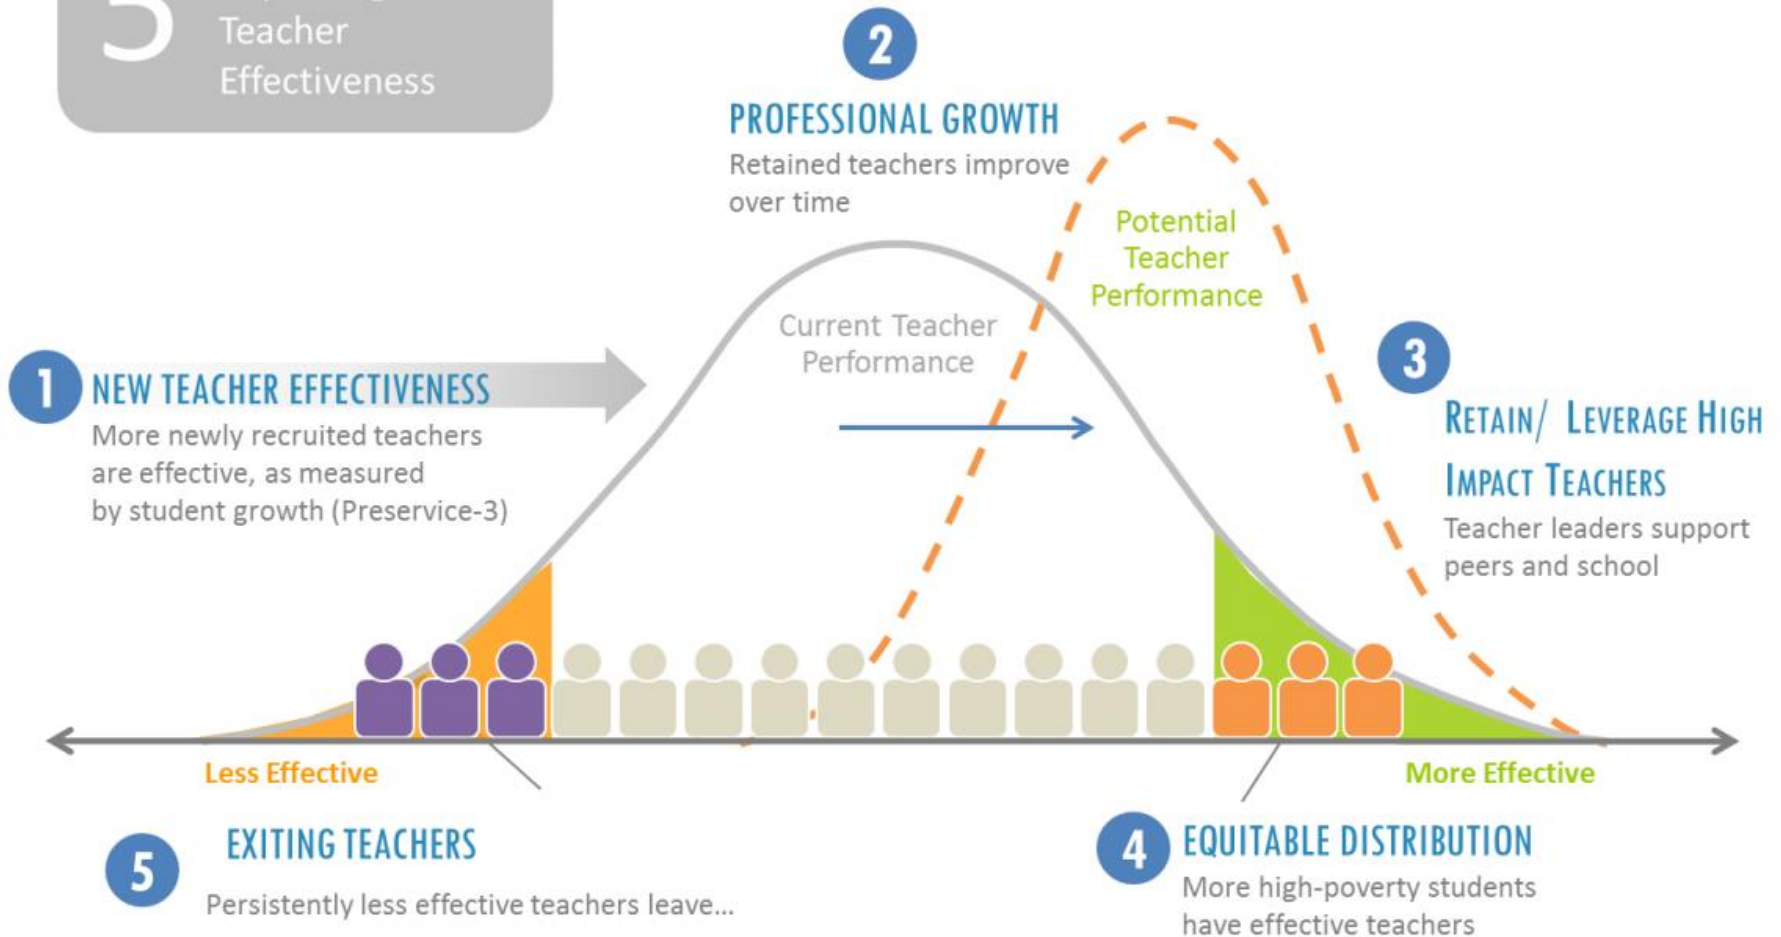 5
Teacher
Effectiveness
2
PROFESSIONAL GROWTH
Retained teachers improve
over time
Potential
Teacher
Performance
Current Teacher
Performance
1
NEW TEACHER EFFECTIVENESS
More newly recruited teachers
are effective, as measured
by student growth (Preservice-3)
3
RETAIN/ LEVERAGE HIGH
IMPACT TEACHERS
Teacher leaders support
peers and school
Less Effective
More Effective
5
EXITING TEACHERS
Persistently less effective teachers leave...
4
EQUITABLE DISTRIBUTION
More high-poverty students
have effective teachers